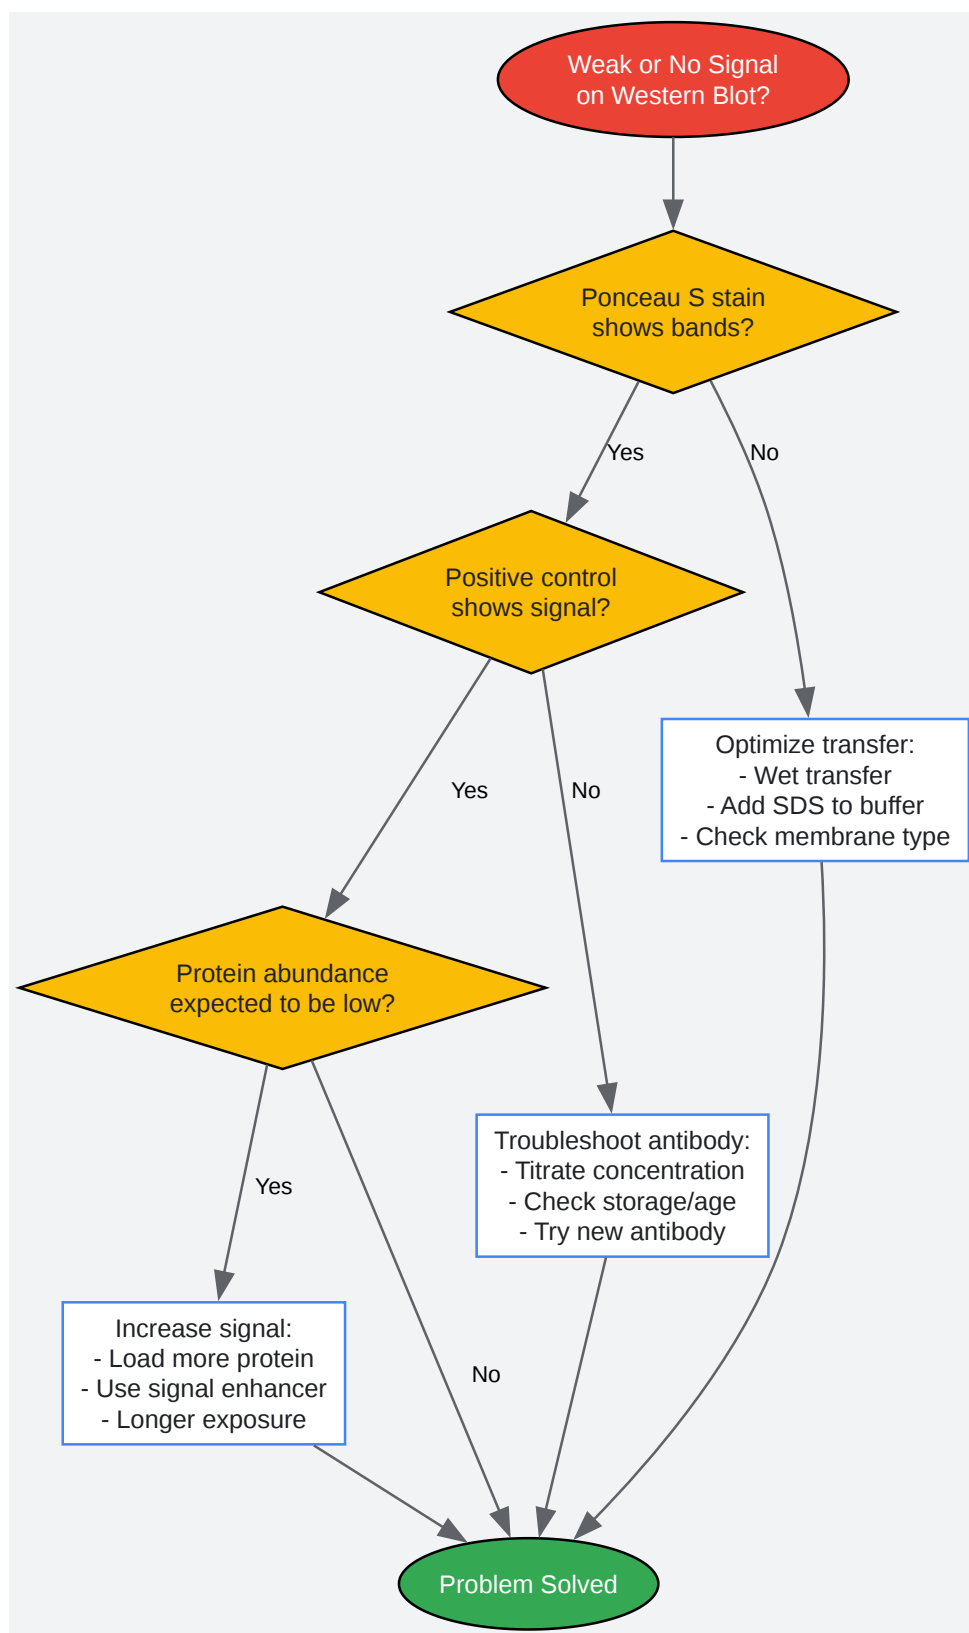 Weak or No Signal
on Western Blot?
Ponceau S stain
shows bands?
Yes
No
Positive control
shows signal?
Optimize transfer:
- Wet transfer
- Add SDS to buffer
- Check membrane type
Yes
No
Protein abundance
expected to be low?
Troubleshoot antibody:
- Titrate concentration
- Check storage/age
- Try new antibody
Yes
Increase signal:
- Load more protein
- Use signal enhancer
- Longer exposure
No
Problem Solved